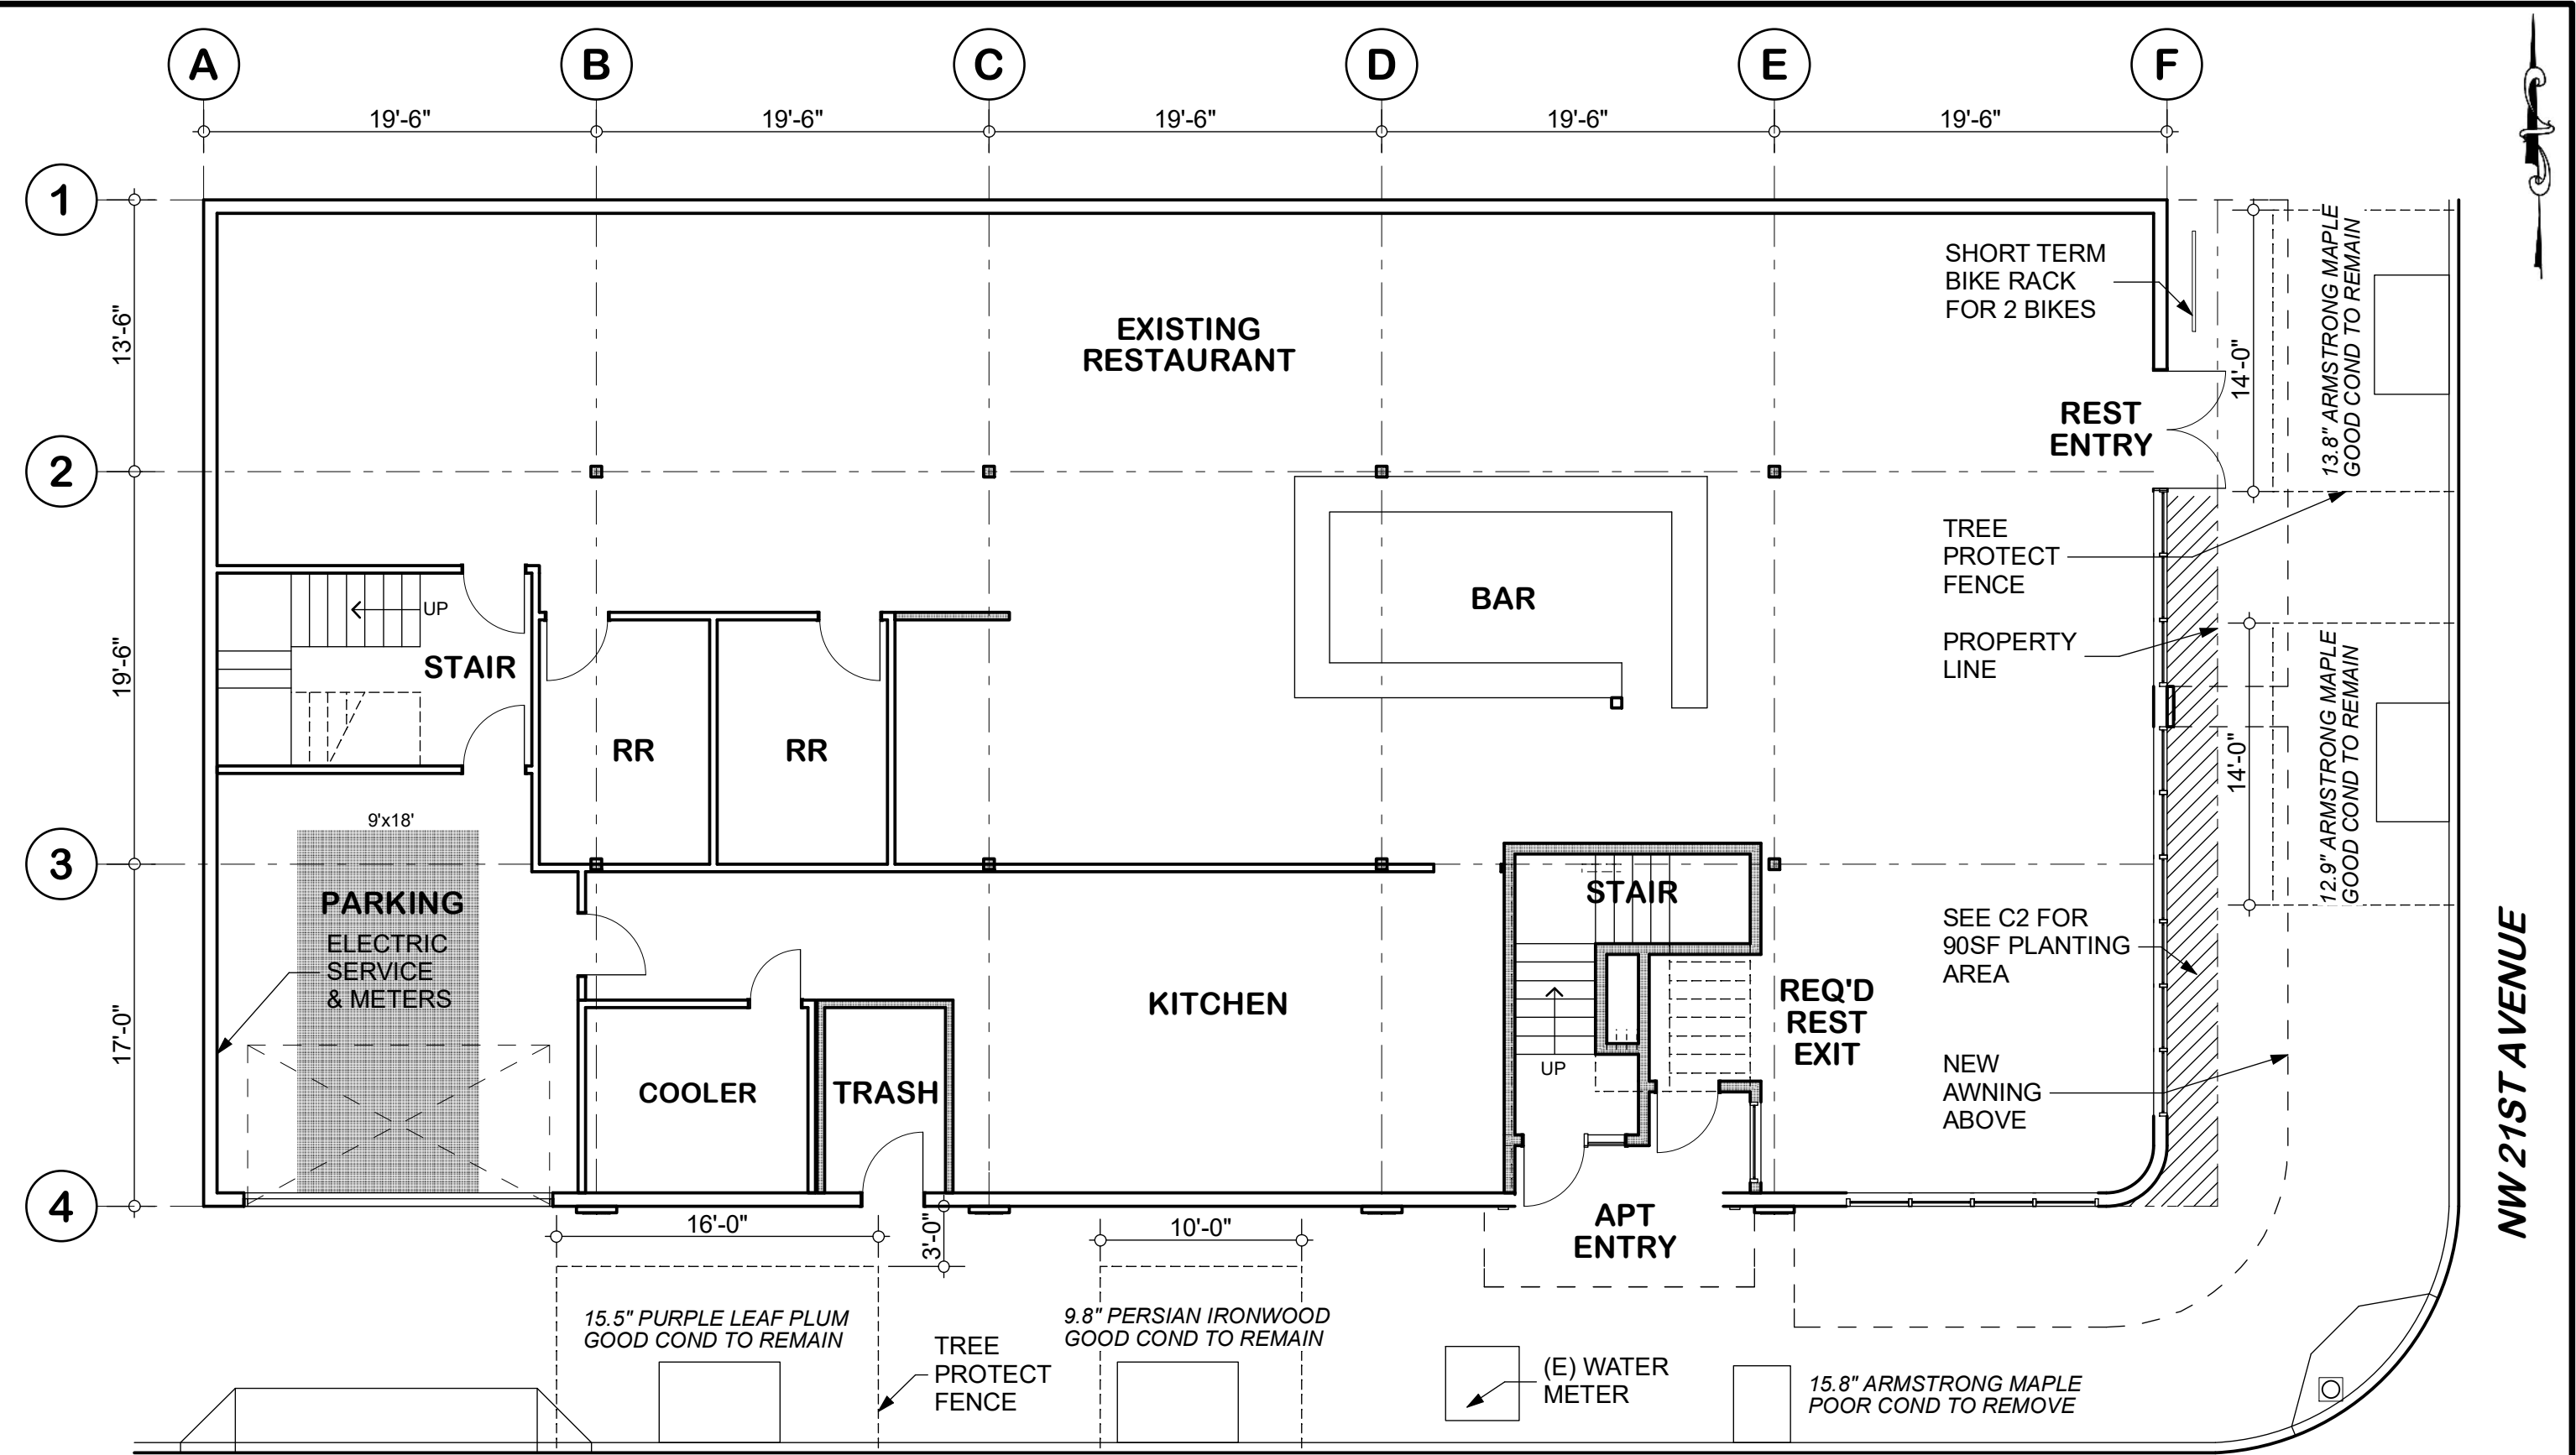 A
B
C
D
E
F
19'-6"
19'-6"
19'-6"
19'-6"
19'-6"
1
2
3
4
13'-6"
19'-6"
17'-0"
EXISTING
RESTAURANT
SHORT TERM
BIKE RACK
FOR 2 BIKES
REST
ENTRY
14'-0"
13.8" ARMSTRONG MAPLE
GOOD COND TO REMAIN
TREE
PROTECT
FENCE
PROPERTY
LINE
14'-0"
12.9" ARMSTRONG MAPLE
GOOD COND TO REMAIN
UP
STAIR
RR
RR
BAR
9'x18'
PARKING
ELECTRIC
SERVICE
& METERS
COOLER
TRASH
KITCHEN
STAIR
UP
REQ'D
REST
EXIT
SEE C2 FOR
90SF PLANTING
AREA
NEW
AWNING
ABOVE
NW 21ST AVENUE
16'-0"
3'-0"
10'-0"
APT
ENTRY
15.5" PURPLE LEAF PLUM
GOOD COND TO REMAIN
TREE
PROTECT
FENCE
9.8" PERSIAN IRONWOOD
GOOD COND TO REMAIN
(E) WATER
METER
15.8" ARMSTRONG MAPLE
POOR COND TO REMOVE